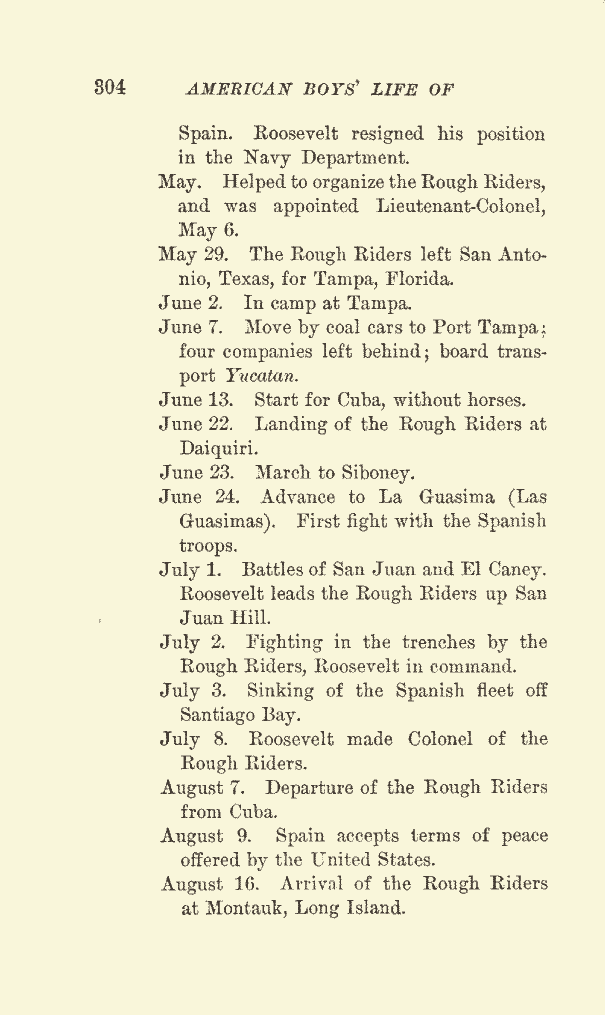 304 AMERICAN BOYS' LIFE OF
Spain. Roosevelt resigned his position
in the Navy Department.
May. Helped to organize the Rough Riders,
and was appointed Lieutenant-Colonel,
May 6.
May 29. The Rough Riders left San Anto-
nio, Texas, for Tampa, Florida.
June 2. In camp at Tampa.
June 7. Move by coal cars to Port Tampa;
four companies left behind; board trans-
port Yucatan.
June 13. Start for Cuba, without horses.
June 22. Landing of the Rough Riders at
Daiquiri.
June 23. March to Siboney.
June 24. Advance to La Guasima (Las
Guasimas). First fight with the Spanish
troops.
July 1. Battles of San Juan and El Caney.
Roosevelt leads the Rough Riders up San
Juan Hill.
July 2. Fighting in the trenches by the
Rough Riders, Roosevelt in command.
July 3. Sinking of the Spanish fleet off
Santiago Bay.
July 8. Roosevelt made Colonel of the
Rough Riders.
August 7. Departure of the Rough Riders
from Cuba.
August 9. Spain accepts terms of peace
offered by the United States.
August 16. Arrival of the Rough Riders
at Montauk, Long Island.